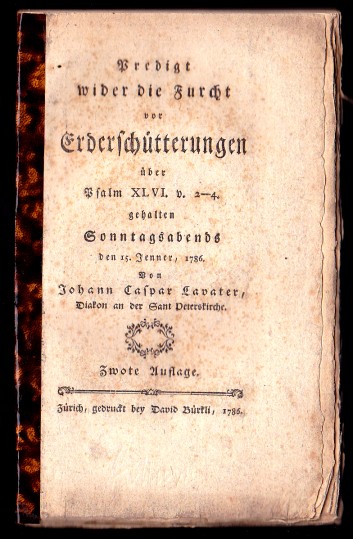 Predigt
wider die Furcht
vor
Erderschütterungen
über
Psalm XLVI. v. 2—4.
gehalten
Sonntagsabends
den 15. Jenner, 1786.
Von
Johann Caspar Lavater,
Diakon an der Sant Peterskirche.
Zwote Auflage.
Zürich, gedruckt bey David Bürkli, 1786.